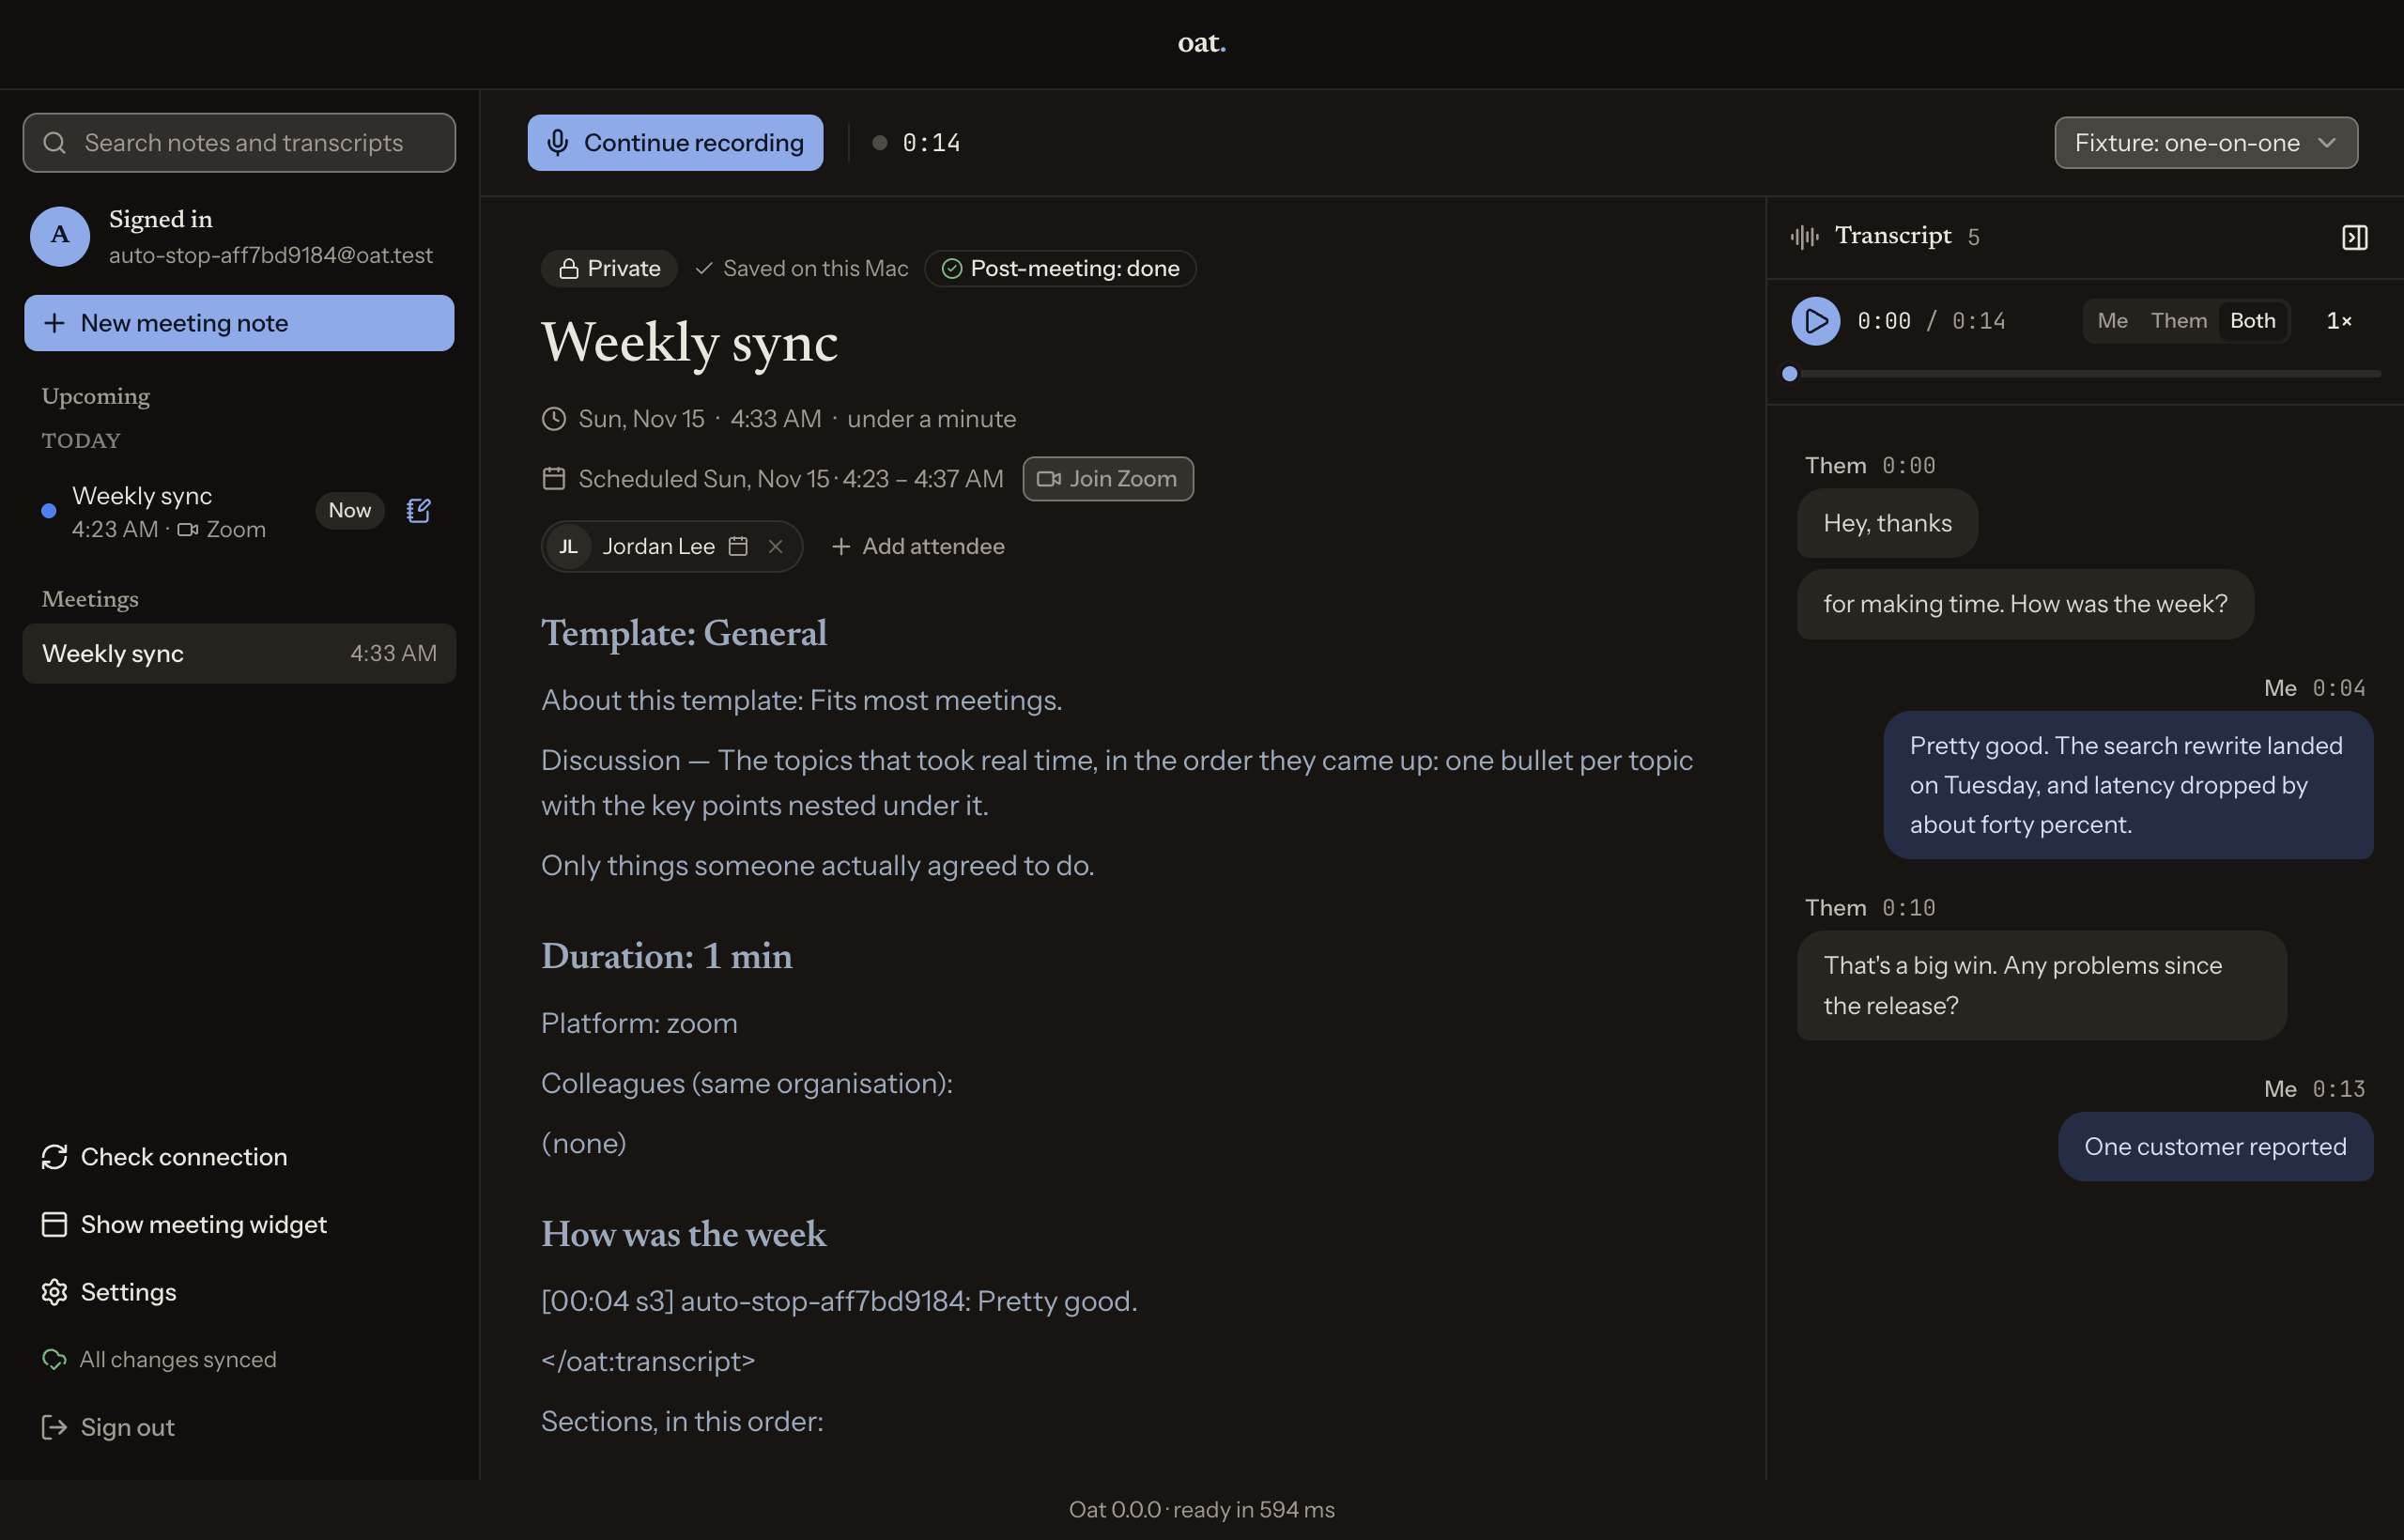 oat.
Search notes and transcripts
A
Signed in
auto-stop-aff7bd9184@oat.test
New meeting note
Upcoming
TODAY
Weekly sync
4:23 AM · Zoom
Now
Meetings
Weekly sync 4:33 AM
Check connection
Show meeting widget
Settings
All changes synced
Sign out
Continue recording
0:14
Fixture: one-on-one
Private
Saved on this Mac
Post-meeting: done
Weekly sync
Sun, Nov 15 · 4:33 AM · under a minute
Scheduled Sun, Nov 15 · 4:23 – 4:37 AM
Join Zoom
JL Jordan Lee
Add attendee
Template: General
About this template: Fits most meetings.
Discussion — The topics that took real time, in the order they came up: one bullet per topic
with the key points nested under it.
Only things someone actually agreed to do.
Duration: 1 min
Platform: zoom
Colleagues (same organisation):
(none)
How was the week
[00:04 s3] auto-stop-aff7bd9184: Pretty good.
</oat:transcript>
Sections, in this order:
Transcript 5
0:00 / 0:14
Me Them Both
1×
Them 0:00
Hey, thanks
for making time. How was the week?
Me 0:04
Pretty good. The search rewrite landed
on Tuesday, and latency dropped by
about forty percent.
Them 0:10
That's a big win. Any problems since
the release?
Me 0:13
One customer reported
Oat 0.0.0 · ready in 594 ms